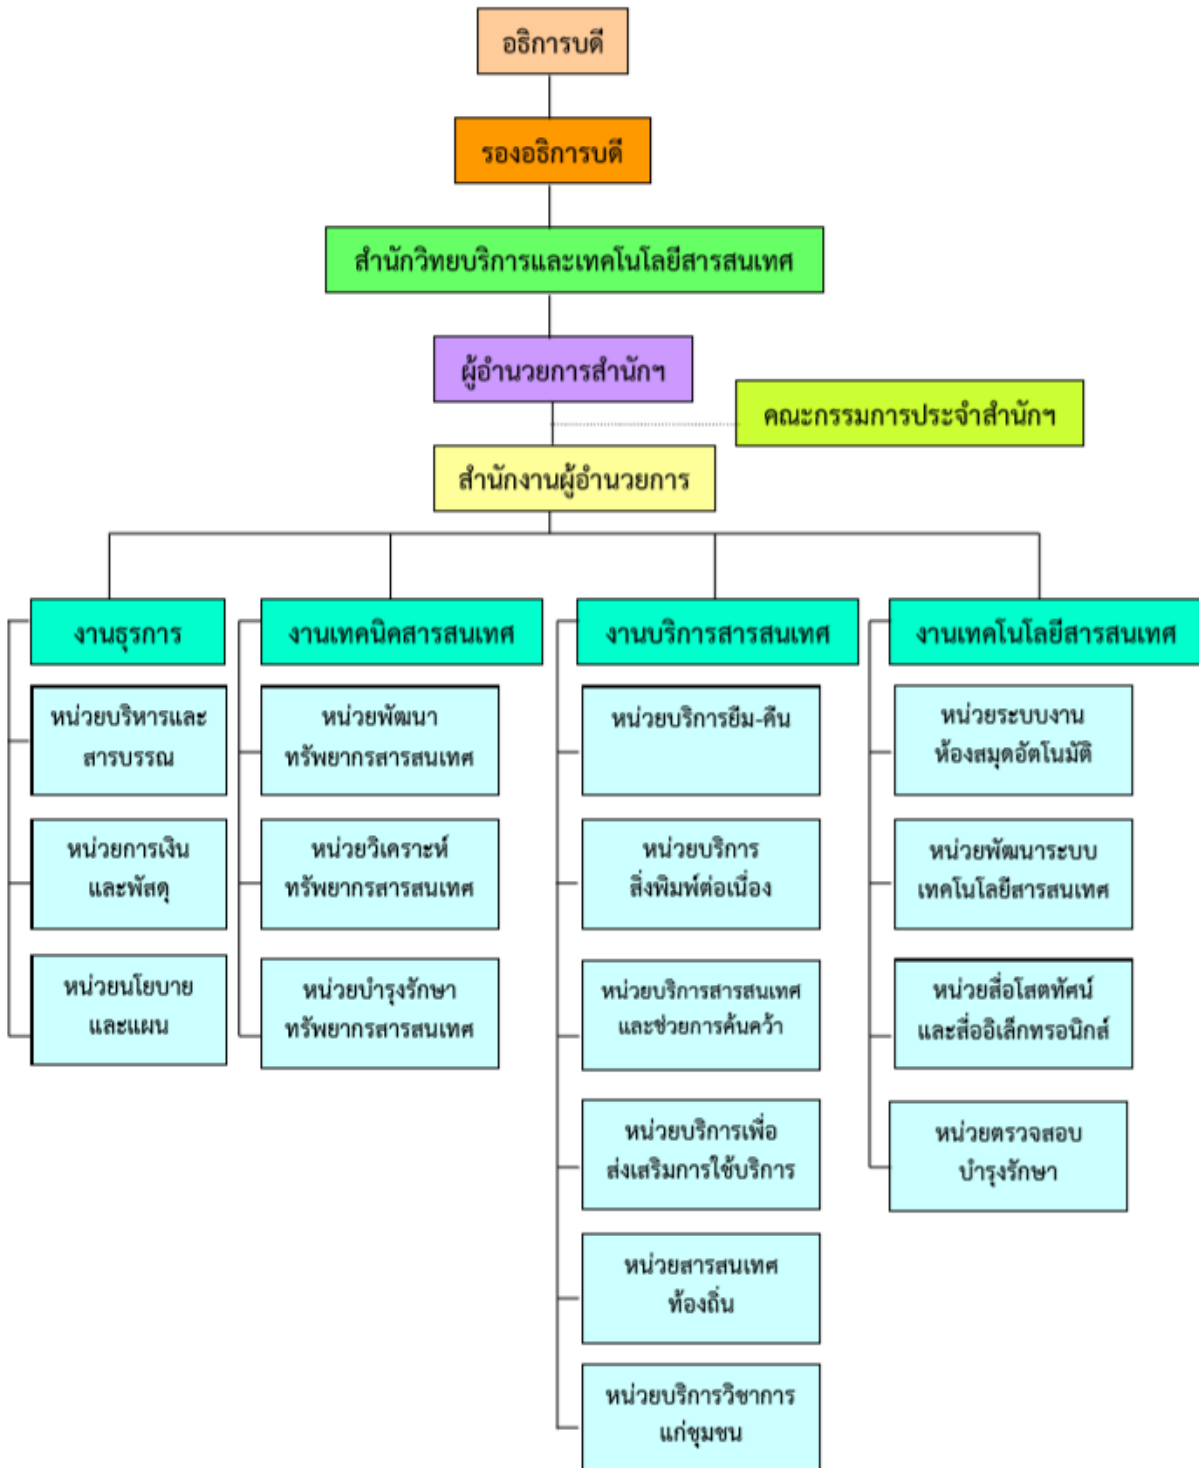 อธิการบดี
รองอธิการบดี
สำนักวิทยบริการและเทคโนโลยีสารสนเทศ
ผู้อำนวยการสำนักฯ
คณะกรรมการประจำสำนักฯ
สำนักงานผู้อำนวยการ
งานธุรการ
หน่วยบริหารและ
สารบรรณ
หน่วยการเงิน
และพัสดุ
หน่วยนโยบาย
และแผน
งานเทคนิคสารสนเทศ
หน่วยพัฒนา
ทรัพยากรสารสนเทศ
หน่วยวิเคราะห์
ทรัพยากรสารสนเทศ
หน่วยบำรุงรักษา
ทรัพยากรสารสนเทศ
งานบริการสารสนเทศ
หน่วยบริการยืม-คืน
หน่วยบริการ
สิ่งพิมพ์ต่อเนื่อง
หน่วยบริการสารสนเทศ
และช่วยการค้นคว้า
หน่วยบริการเพื่อ
ส่งเสริมการใช้บริการ
หน่วยสารสนเทศ
ท้องถิ่น
หน่วยบริการวิชาการ
แก่ชุมชน
งานเทคโนโลยีสารสนเทศ
หน่วยระบบงาน
ห้องสมุดอัตโนมัติ
หน่วยพัฒนาระบบ
เทคโนโลยีสารสนเทศ
หน่วยสื่อโสตทัศน์
และสื่ออิเล็กทรอนิกส์
หน่วยตรวจสอบ
บำรุงรักษา